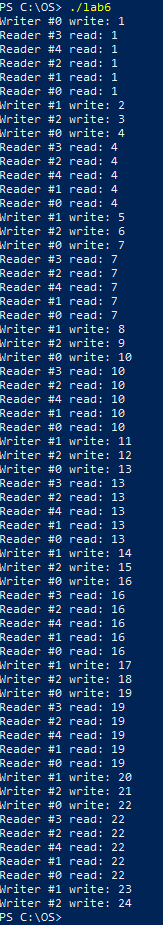 PS C:\OS> ./lab6
Writer #0 write: 1
Reader #3 read: 1
Reader #4 read: 1
Reader #2 read: 1
Reader #1 read: 1
Reader #0 read: 1
Writer #1 write: 2
Writer #2 write: 3
Writer #0 write: 4
Reader #3 read: 4
Reader #2 read: 4
Reader #4 read: 4
Reader #1 read: 4
Reader #0 read: 4
Writer #1 write: 5
Writer #2 write: 6
Writer #0 write: 7
Reader #3 read: 7
Reader #2 read: 7
Reader #4 read: 7
Reader #1 read: 7
Reader #0 read: 7
Writer #1 write: 8
Writer #2 write: 9
Writer #0 write: 10
Reader #3 read: 10
Reader #2 read: 10
Reader #4 read: 10
Reader #1 read: 10
Reader #0 read: 10
Writer #1 write: 11
Writer #2 write: 12
Writer #0 write: 13
Reader #3 read: 13
Reader #2 read: 13
Reader #4 read: 13
Reader #1 read: 13
Reader #0 read: 13
Writer #1 write: 14
Writer #2 write: 15
Writer #0 write: 16
Reader #3 read: 16
Reader #2 read: 16
Reader #4 read: 16
Reader #1 read: 16
Reader #0 read: 16
Writer #1 write: 17
Writer #2 write: 18
Writer #0 write: 19
Reader #3 read: 19
Reader #2 read: 19
Reader #4 read: 19
Reader #1 read: 19
Reader #0 read: 19
Writer #1 write: 20
Writer #2 write: 21
Writer #0 write: 22
Reader #3 read: 22
Reader #2 read: 22
Reader #4 read: 22
Reader #1 read: 22
Reader #0 read: 22
Writer #1 write: 23
Writer #2 write: 24
PS C:\OS>